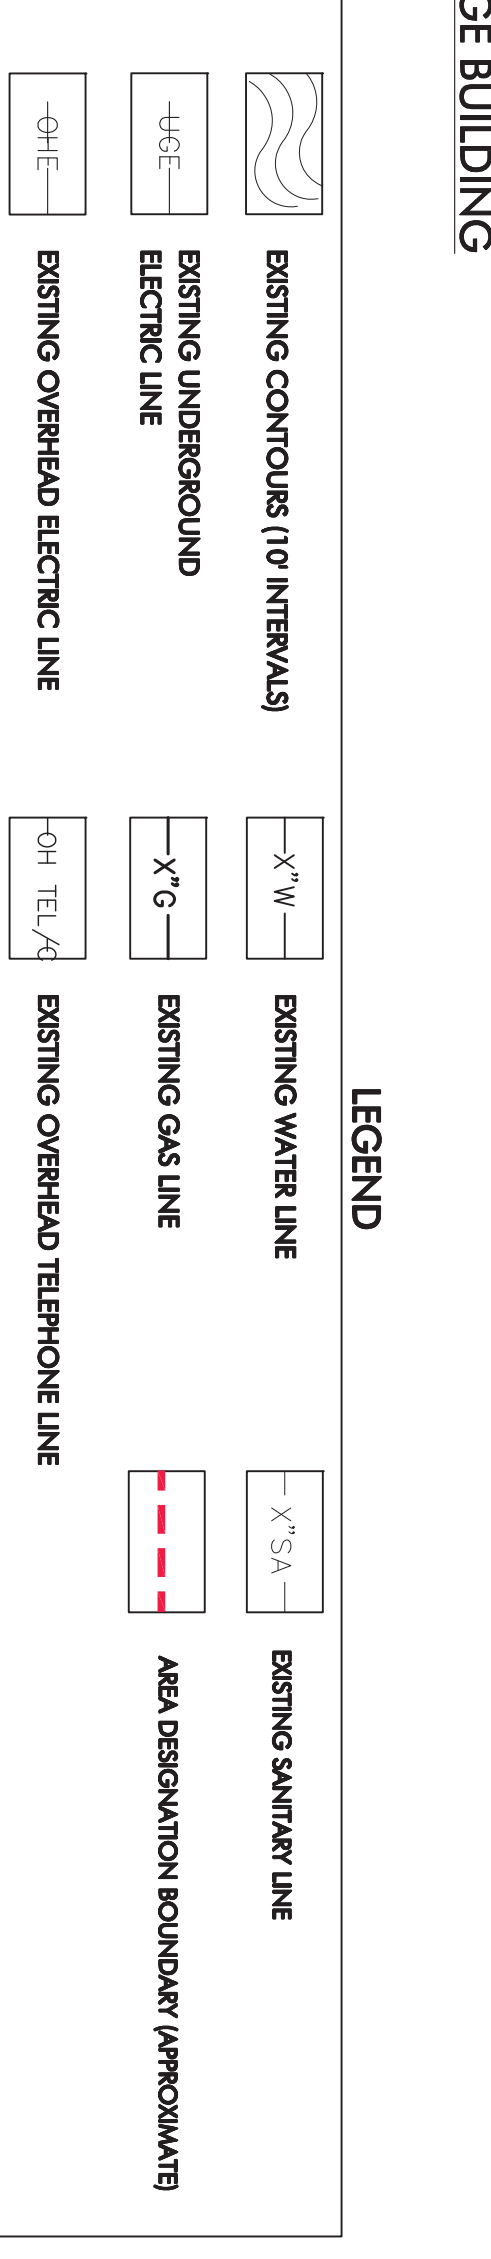 GE BUILDING
LEGEND
EXISTING CONTOURS (10' INTERVALS)
X"W
EXISTING WATER LINE
X"SA
EXISTING SANITARY LINE
UGE
EXISTING UNDERGROUND
ELECTRIC LINE
X"G
EXISTING GAS LINE
AREA DESIGNATION BOUNDARY (APPROXIMATE)
OHE
EXISTING OVERHEAD ELECTRIC LINE
OH TEL/C
EXISTING OVERHEAD TELEPHONE LINE